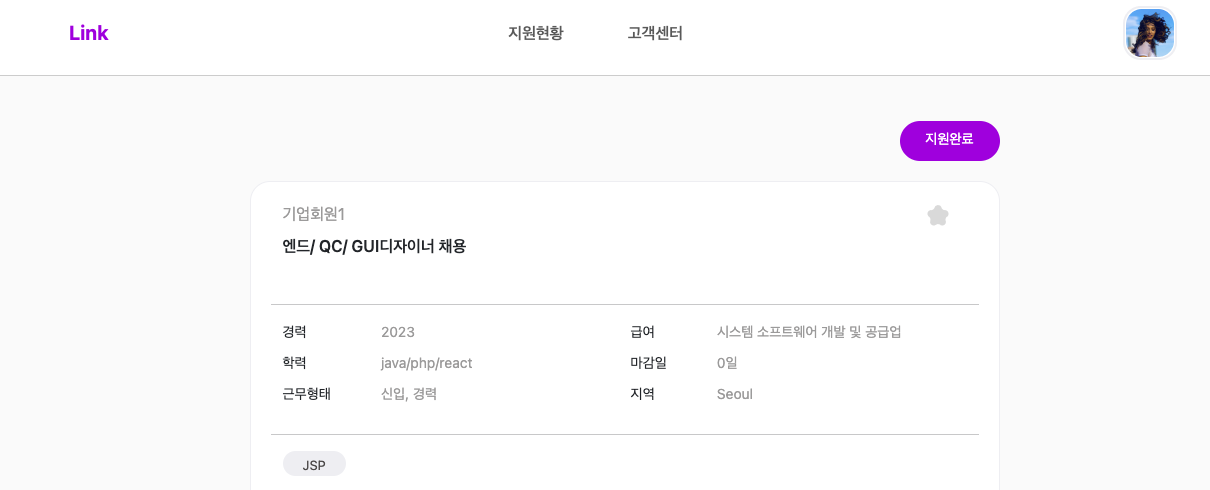 Link
지원현황 고객센터
지원완료
기업회원1
엔드/ QC/ GUI디자이너 채용
경력 2023 급여 시스템 소프트웨어 개발 및 공급업
학력 java/php/react 마감일 0일
근무형태 신입, 경력 지역 Seoul
JSP